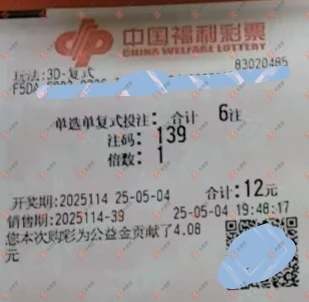 中国福利彩票
CHINA WELFARE LOTTERY
玩法:3D-复式 83020485
单选单复式投注: 合计 6注
注码: 139
倍数: 1
开奖期:2025114 25-05-04 合计:12元
销售期:2025114-39 25-05-04 19:48:17
您本次购彩为公益金贡献了4.08
元